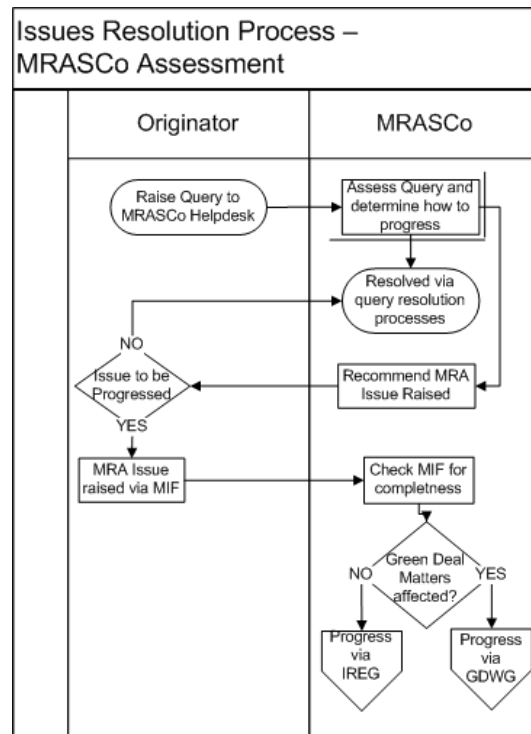 Issues Resolution Process –
MRASCo Assessment
Originator
MRASCo
Raise Query to
MRASCo Helpdesk
Assess Query and
determine how to
progress
Resolved via
query resolution
processes
NO
Issue to be
Progressed
YES
Recommend MRA
Issue Raised
MRA Issue
raised via MIF
Check MIF for
completness
Green Deal
Matters
affected?
NO
YES
Progress
via
IREG
Progress
via
GDWG